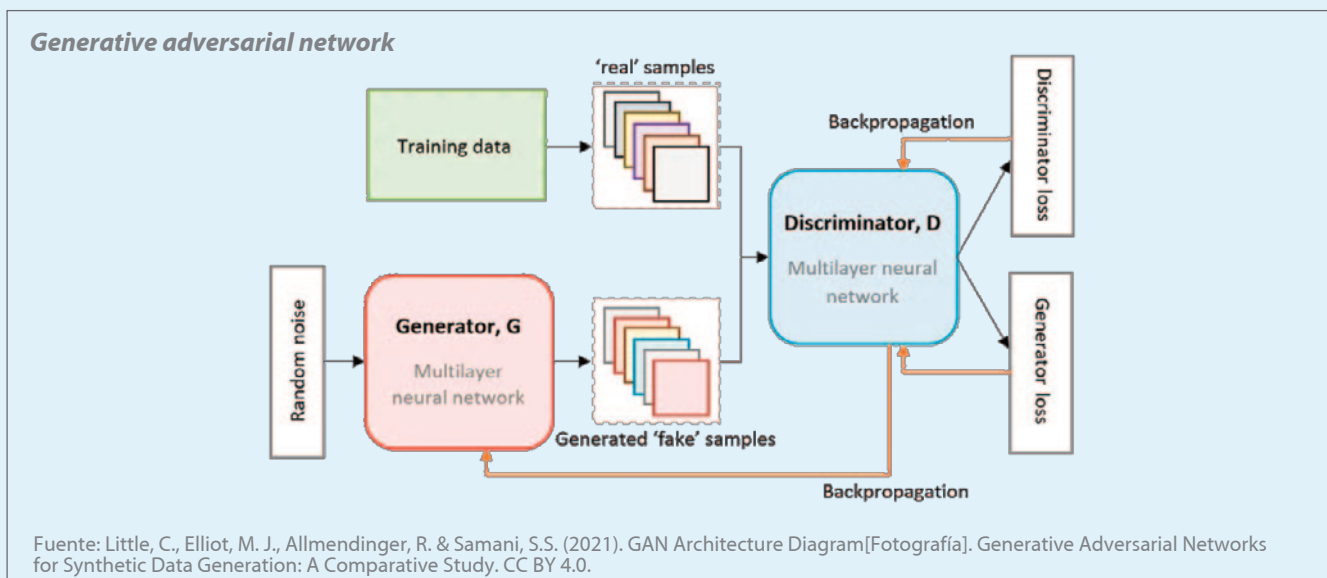 Generative adversarial network
'real' samples
Training data
Backpropagation
Discriminator loss
Discriminator, D
Multilayer neural
network
Random noise
Generator, G
Multilayer
neural network
Generated 'fake' samples
Generator loss
Backpropagation
Fuente: Little, C., Elliot, M. J., Allmendinger, R. & Samani, S.S. (2021). GAN Architecture Diagram[Fotografía]. Generative Adversarial Networks
for Synthetic Data Generation: A Comparative Study. CC BY 4.0.